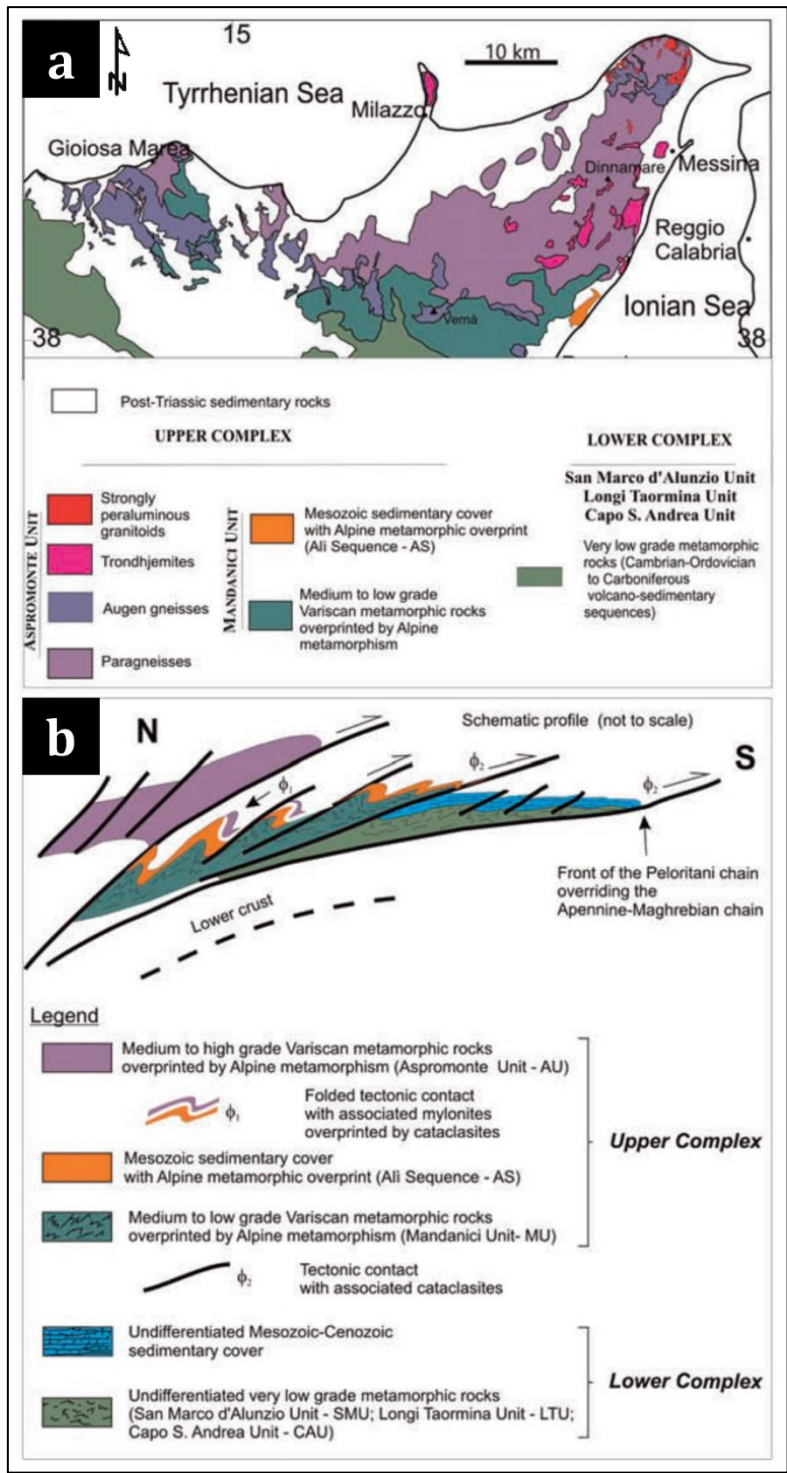 a
N
15
10 km
Tyrrhenian Sea
Milazzo
Gioiosa Marea
Dinnamare
Messina
Reggio
Calabria
Ionian Sea
Vernà
38
38
Post-Triassic sedimentary rocks
UPPER COMPLEX
LOWER COMPLEX
San Marco d'Alunzio Unit
Longi Taormina Unit
Capo S. Andrea Unit
ASPROMONTE UNIT
Strongly
peraluminous
granitoids
Trondhjemites
Augen gneisses
Paragneisses
MANDANICI UNIT
Mesozoic sedimentary cover
with Alpine metamorphic overprint
(Alì Sequence - AS)
Medium to low grade
Variscan metamorphic rocks
overprinted by Alpine
metamorphism
Very low grade metamorphic
rocks (Cambrian-Ordovician
to Carboniferous
volcano-sedimentary
sequences)
b
N
Schematic profile (not to scale)
S
ϕ1
ϕ2
ϕ2
Lower crust
Front of the Peloritani chain
overriding the
Apennine-Maghrebian chain
Legend
Medium to high grade Variscan metamorphic rocks
overprinted by Alpine metamorphism (Aspromonte Unit - AU)
ϕ1
Folded tectonic contact
with associated mylonites
overprinted by cataclasites
Mesozoic sedimentary cover
with Alpine metamorphic overprint (Alì Sequence - AS)
Medium to low grade Variscan metamorphic rocks
overprinted by Alpine metamorphism (Mandanici Unit- MU)
Upper Complex
ϕ2
Tectonic contact
with associated cataclasites
Undifferentiated Mesozoic-Cenozoic
sedimentary cover
Undifferentiated very low grade metamorphic rocks
(San Marco d'Alunzio Unit - SMU; Longi Taormina Unit - LTU;
Capo S. Andrea Unit - CAU)
Lower Complex